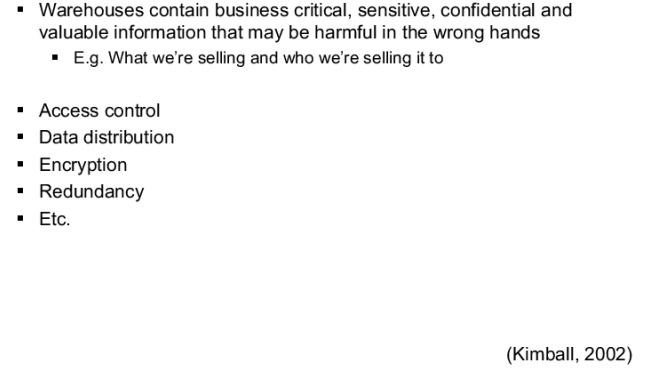 ▪ Warehouses contain business critical, sensitive, confidential and
valuable information that may be harmful in the wrong hands
▪ E.g. What we're selling and who we're selling it to
▪ Access control
▪ Data distribution
▪ Encryption
▪ Redundancy
▪ Etc.
(Kimball, 2002)